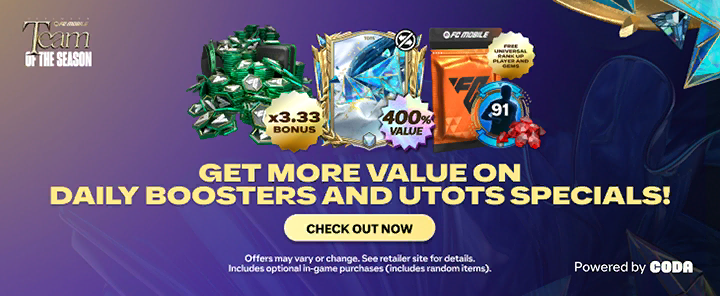 FC MOBILE
Team
OF THE SEASON
x3.33
BONUS
400%
VALUE
FC MOBILE
FREE
UNIVERSAL
RANK UP
PLAYER AND
GEMS
91
GET MORE VALUE ON
DAILY BOOSTERS AND UTOTS SPECIALS!
CHECK OUT NOW
Offers may vary or change. See retailer site for details.
Includes optional in-game purchases (includes random items).
Powered by CODA